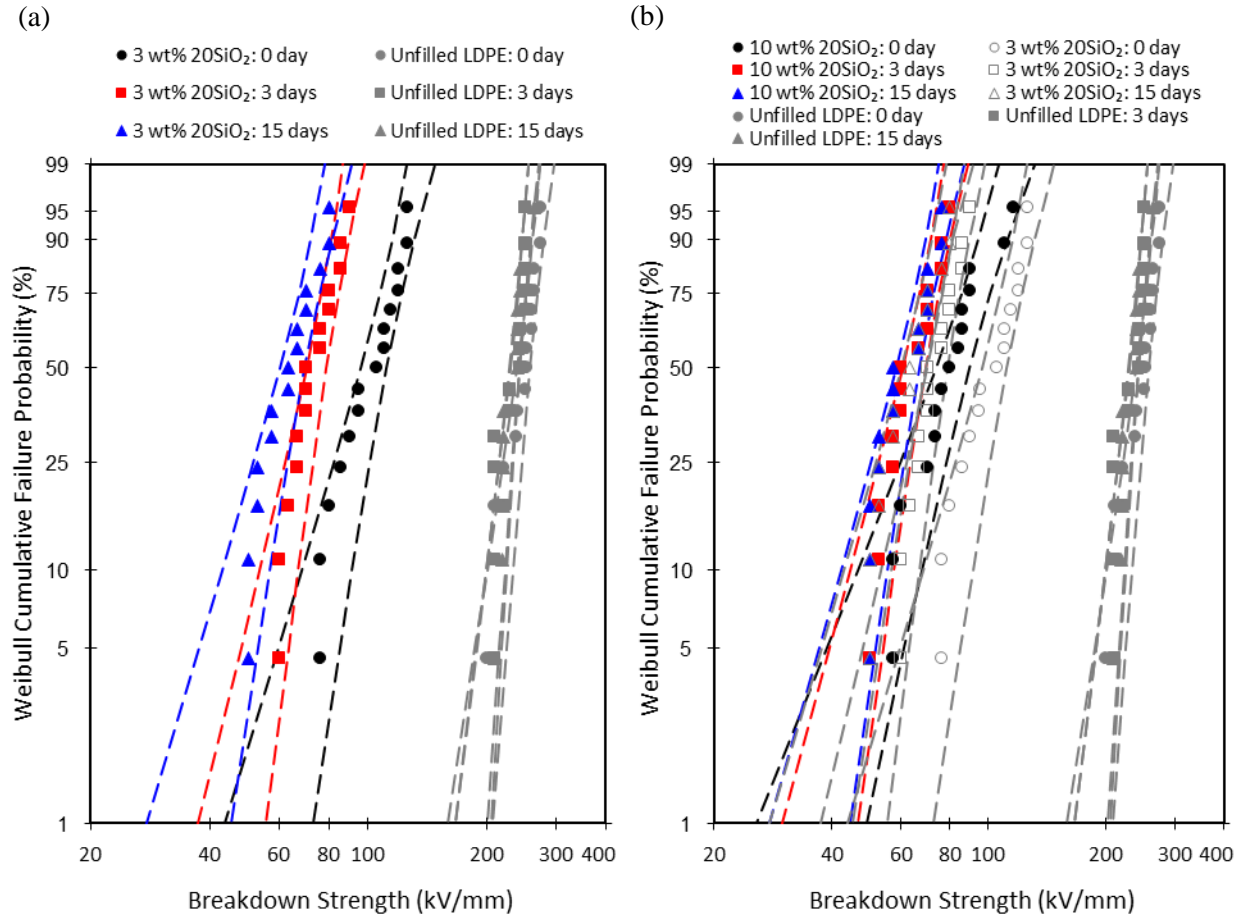 (a)
3 wt% 20SiO₂: 0 day
Unfilled LDPE: 0 day
3 wt% 20SiO₂: 3 days
Unfilled LDPE: 3 days
3 wt% 20SiO₂: 15 days
Unfilled LDPE: 15 days
Weibull Cumulative Failure Probability (%)
99
95
90
75
50
25
10
5
1
20 40 60 80 100 200 300 400
Breakdown Strength (kV/mm)
(b)
10 wt% 20SiO₂: 0 day
3 wt% 20SiO₂: 0 day
10 wt% 20SiO₂: 3 days
3 wt% 20SiO₂: 3 days
10 wt% 20SiO₂: 15 days
3 wt% 20SiO₂: 15 days
Unfilled LDPE: 0 day
Unfilled LDPE: 3 days
Unfilled LDPE: 15 days
Weibull Cumulative Failure Probability (%)
99
95
90
75
50
25
10
5
1
20 40 60 80 100 200 300 400
Breakdown Strength (kV/mm)